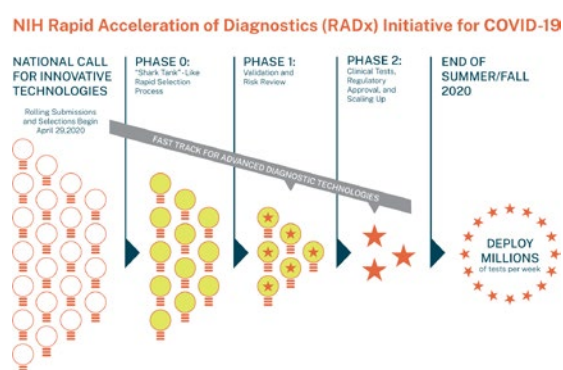 NIH Rapid Acceleration of Diagnostics (RADx) Initiative for COVID-19
NATIONAL CALL
FOR INNOVATIVE
TECHNOLOGIES
Rolling Submissions
and Selections Begin
April 29,2020
PHASE 0:
"Shark Tank"-Like
Rapid Selection
Process
PHASE 1:
Validation and
Risk Review
PHASE 2:
Clinical Tests,
Regulatory
Approval, and
Scaling Up
END OF
SUMMER/FALL
2020
FAST TRACK FOR ADVANCED DIAGNOSTIC TECHNOLOGIES
DEPLOY
MILLIONS
of tests per week